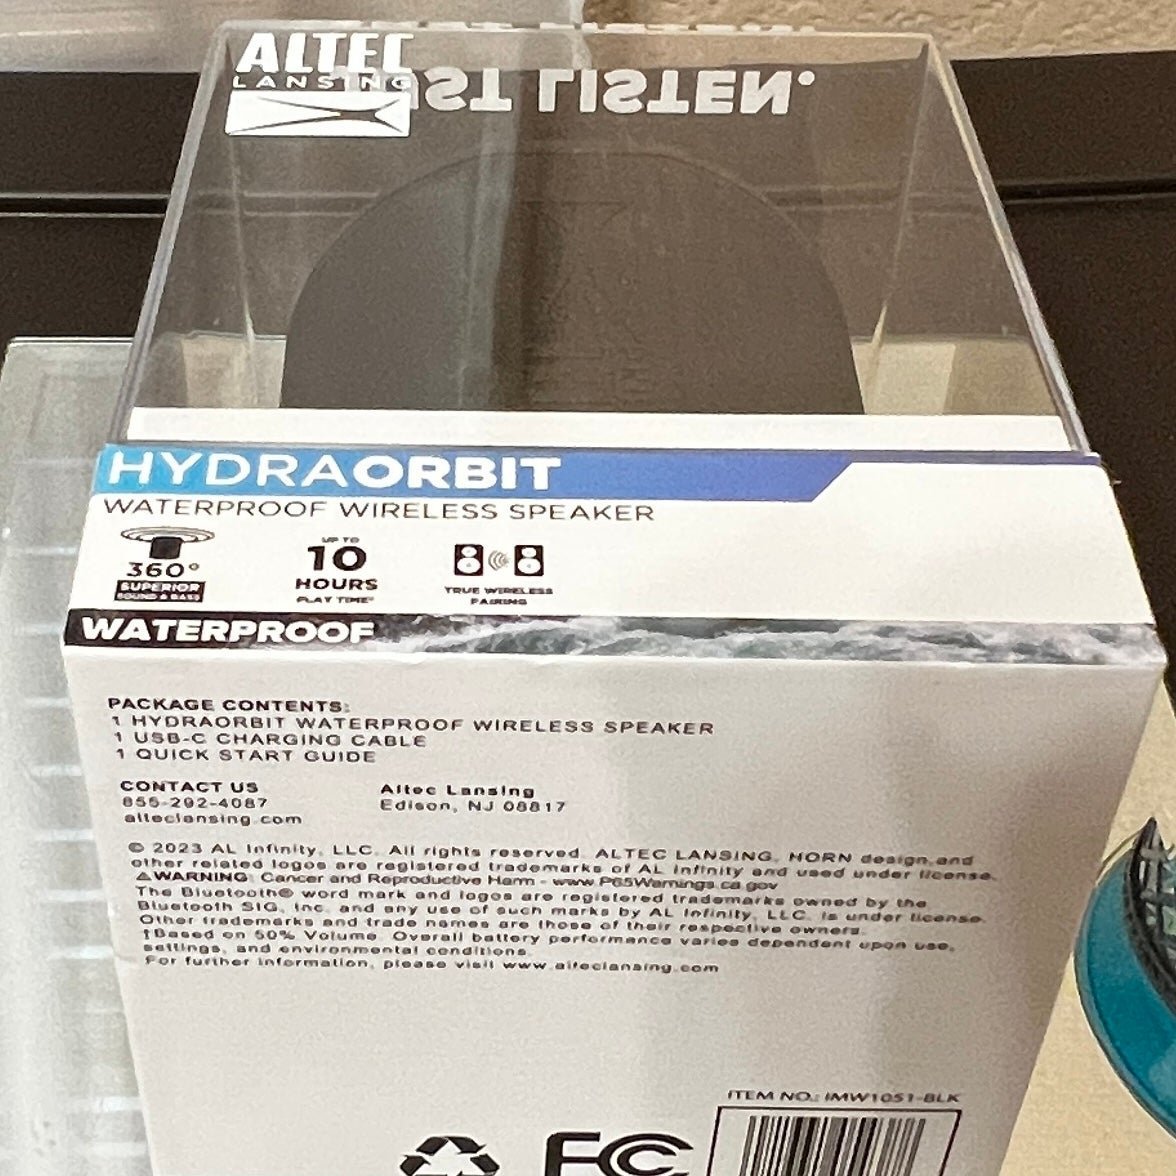 ALTEC
LANSING
JUST LISTEN.
HYDRAORBIT
WATERPROOF WIRELESS SPEAKER
360°
SUPERIOR
SOUND & BASS
UP TO
10
HOURS
PLAY TIME†
TRUE WIRELESS
PAIRING
WATERPROOF
PACKAGE CONTENTS:
1 HYDRAORBIT WATERPROOF WIRELESS SPEAKER
1 USB-C CHARGING CABLE
1 QUICK START GUIDE
CONTACT US
855-292-4087
alteclansing.com
Altec Lansing
Edison, NJ 08817
© 2023 AL Infinity, LLC. All rights reserved. ALTEC LANSING, HORN design and
other related logos are registered trademarks of AL Infinity and used under license.
⚠WARNING: Cancer and Reproductive Harm - www.P65Warnings.ca.gov
The Bluetooth® word mark and logos are registered trademarks owned by the
Bluetooth SIG, Inc. and any use of such marks by AL Infinity, LLC. is under license.
Other trademarks and trade names are those of their respective owners.
†Based on 50% Volume. Overall battery performance varies dependent upon use,
settings, and environmental conditions.
For further information, please visit www.alteclansing.com
ITEM NO.: IMW1051-BLK
FC